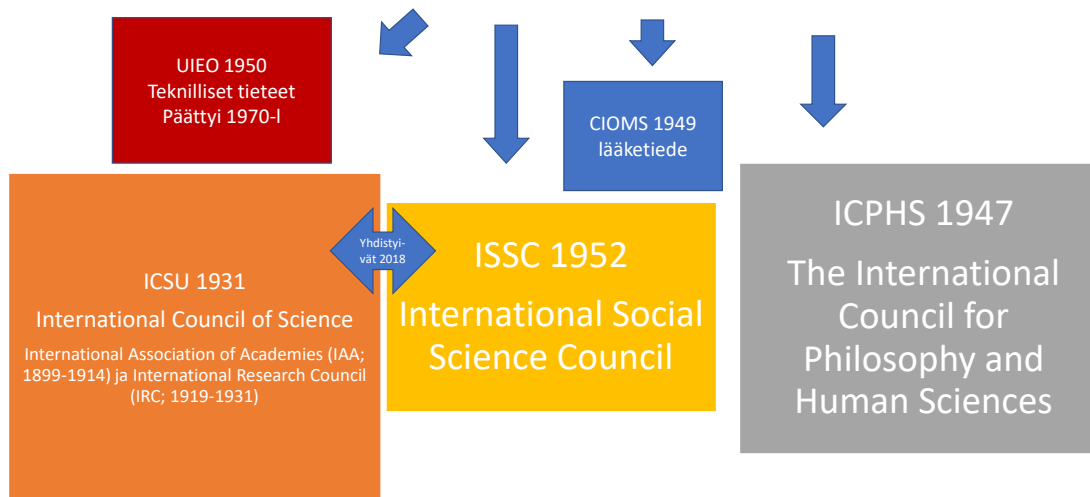 UIEO 1950
Teknilliset tieteet
Päättyi 1970-l
CIOMS 1949
lääketiede
ICSU 1931
International Council of Science
International Association of Academies (IAA;
1899-1914) ja International Research Council
(IRC; 1919-1931)
Yhdistyi-
vät 2018
ISSC 1952
International Social
Science Council
ICPHS 1947
The International
Council for
Philosophy and
Human Sciences